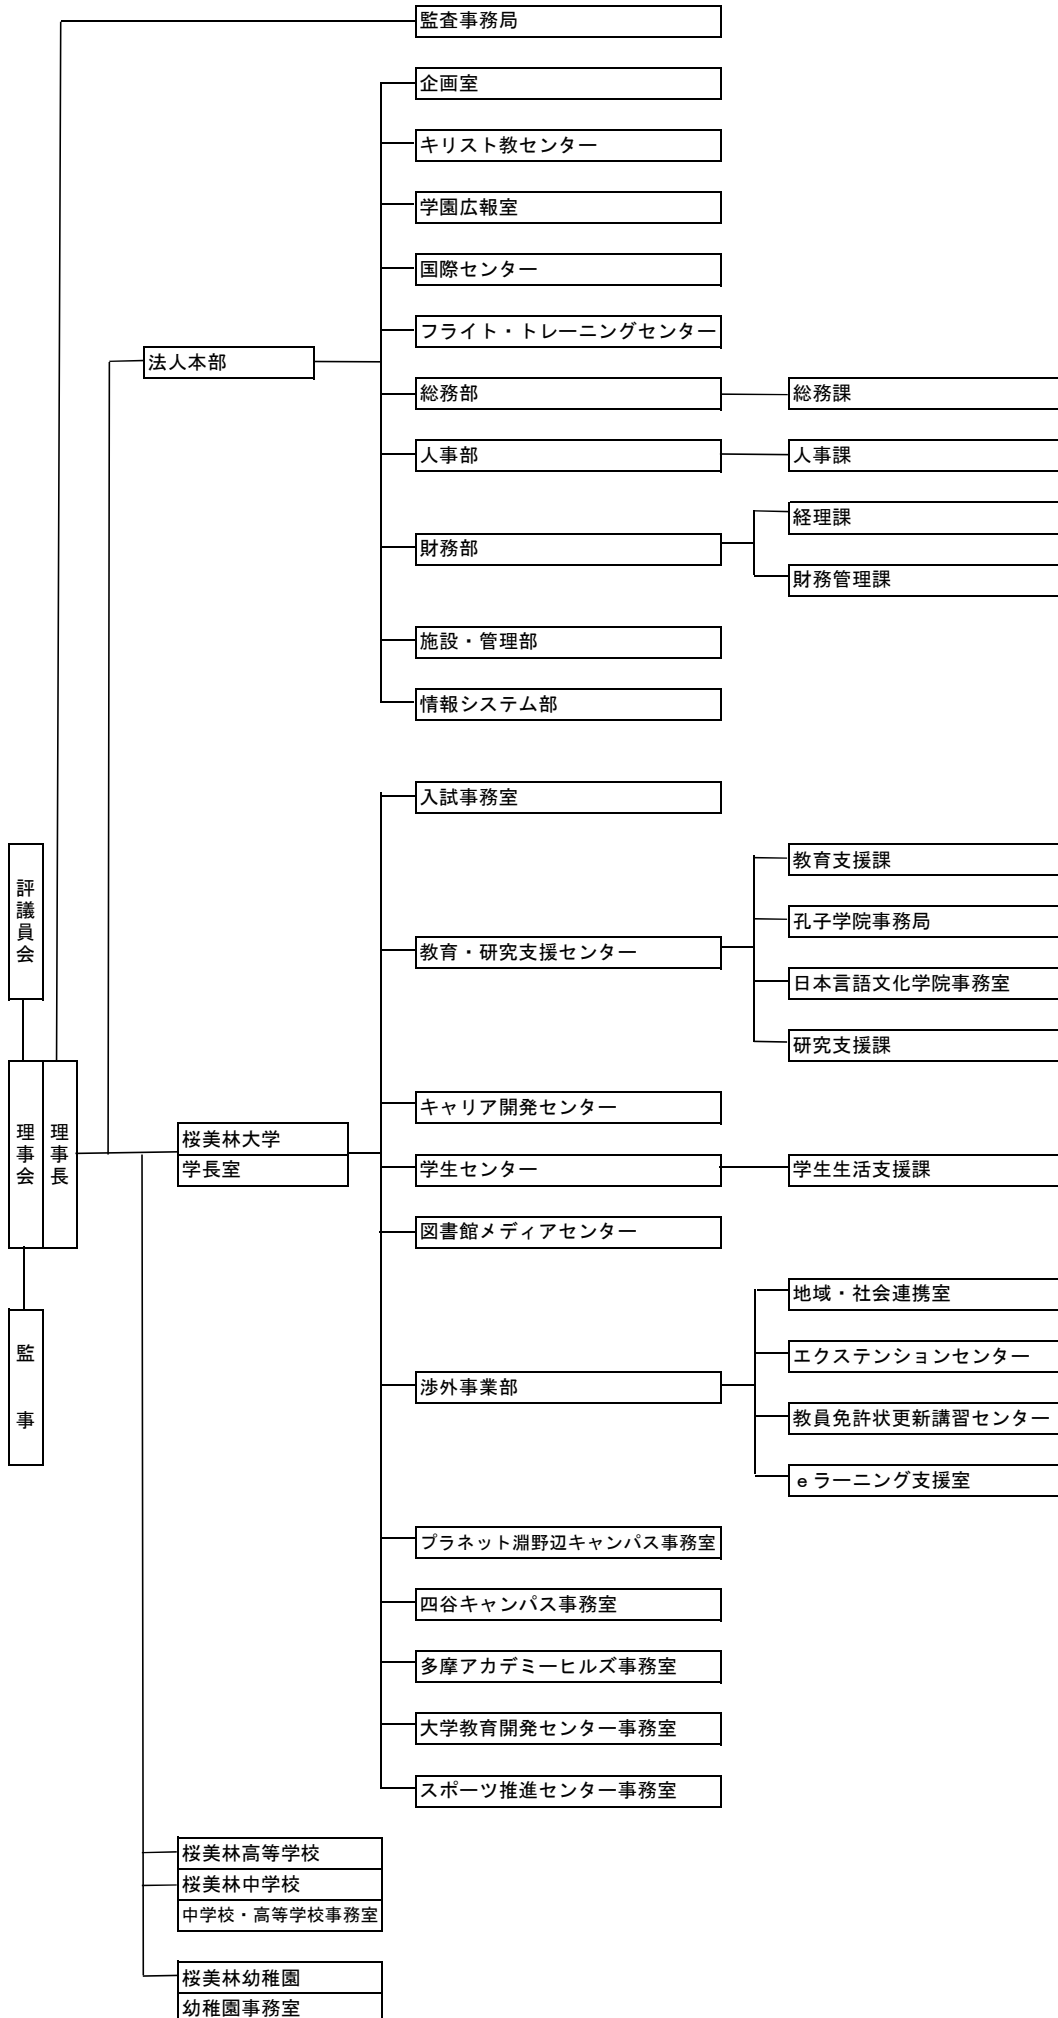 監査事務局
企画室
キリスト教センター
学園広報室
国際センター
フライト・トレーニングセンター
法人本部
総務部
総務課
人事部
人事課
経理課
財務部
財務管理課
施設・管理部
情報システム部
入試事務室
評議員会
教育支援課
孔子学院事務局
教育・研究支援センター
日本言語文化学院事務室
研究支援課
理事会
理事長
キャリア開発センター
桜美林大学
学長室
学生センター
学生生活支援課
図書館メディアセンター
監事
地域・社会連携室
エクステンションセンター
渉外事業部
教員免許状更新講習センター
ｅラーニング支援室
プラネット淵野辺キャンパス事務室
四谷キャンパス事務室
多摩アカデミーヒルズ事務室
大学教育開発センター事務室
スポーツ推進センター事務室
桜美林高等学校
桜美林中学校
中学校・高等学校事務室
桜美林幼稚園
幼稚園事務室